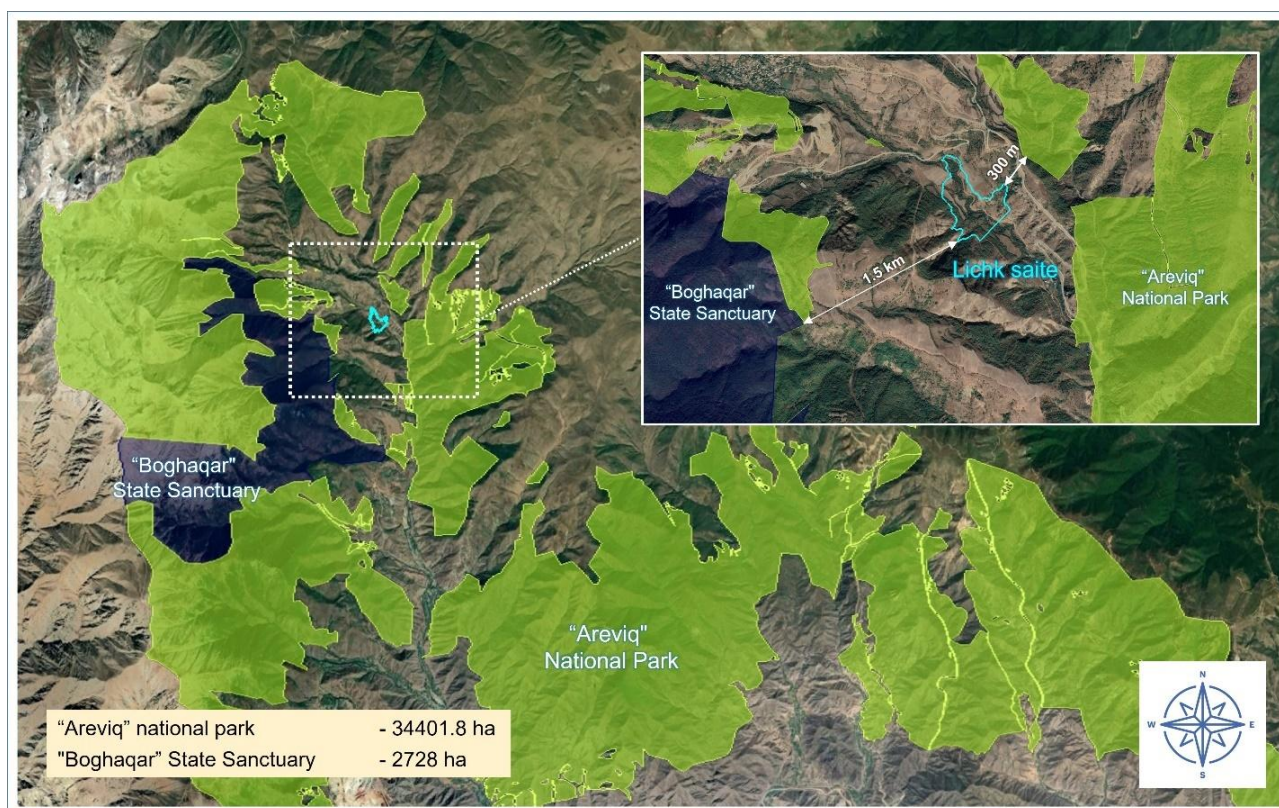 300 m
1.5 km
Lichk saite
“Boghaqar"
State Sanctuary
“Areviq"
National Park
“Boghaqar"
State Sanctuary
“Areviq"
National Park
“Areviq” national park - 34401.8 ha
"Boghaqar” State Sanctuary - 2728 ha
N
W E
S